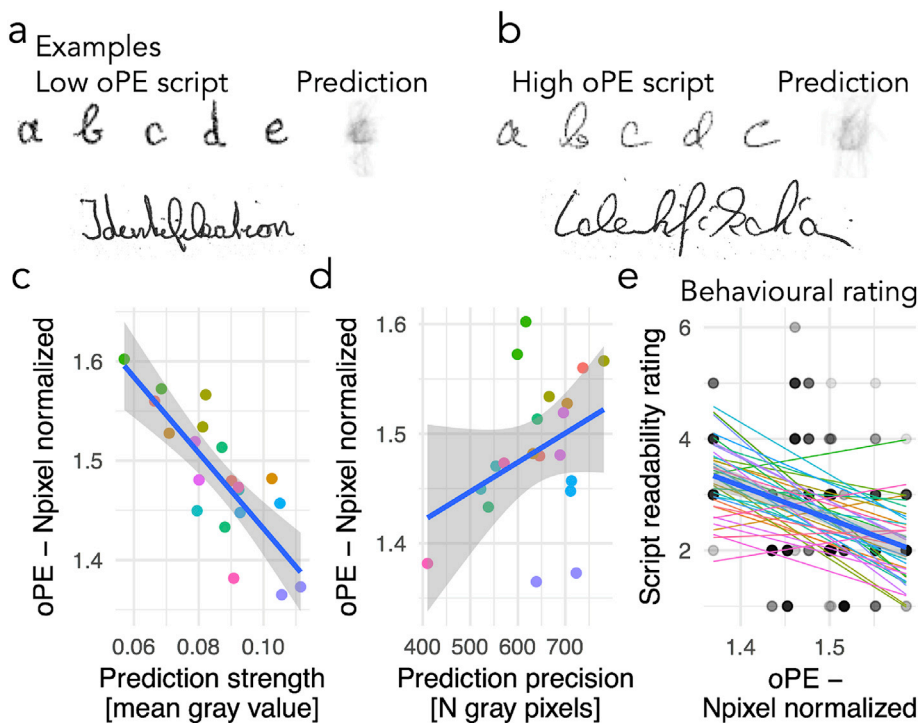 a
Examples
Low oPE script Prediction
a b c d e
Identifikation
b
High oPE script Prediction
a b c d c
c
oPE – Npixel normalized
1.6
1.5
1.4
0.06 0.08 0.10
Prediction strength
[mean gray value]
d
oPE – Npixel normalized
1.6
1.5
1.4
400 500 600 700
Prediction precision
[N gray pixels]
e
Behavioural rating
Script readability rating
6
4
2
1.4 1.5
oPE –
Npixel normalized